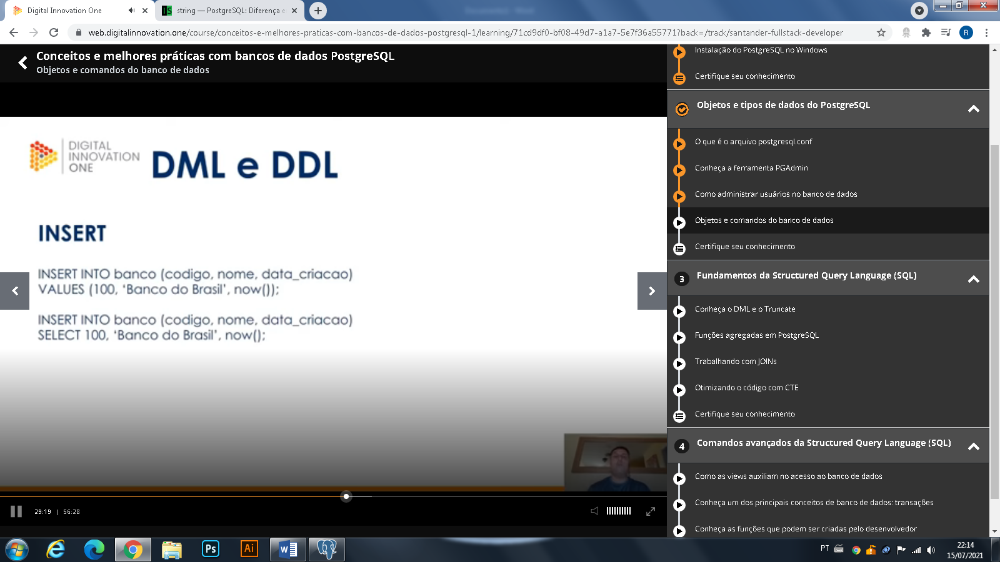 Digital Innovation One
string — PostgreSQL: Diferença e
web.digitalinnovation.one/course/conceitos-e-melhores-praticas-com-bancos-de-dados-postgresql-1/learning/71cd9df0-bf08-49d7-a1a7-5e7f36a55771?back=/track/santander-fullstack-developer
R
Conceitos e melhores práticas com bancos de dados PostgreSQL
Objetos e comandos do banco de dados
DIGITAL
INNOVATION
ONE
DML e DDL
INSERT
INSERT INTO banco (codigo, nome, data_criacao)
VALUES (100, ‘Banco do Brasil’, now());
INSERT INTO banco (codigo, nome, data_criacao)
SELECT 100, ‘Banco do Brasil’, now();
29:19 | 56:28
Instalação do PostgreSQL no Windows
Certifique seu conhecimento
Objetos e tipos de dados do PostgreSQL
O que é o arquivo postgresql.conf
Conheça a ferramenta PGAdmin
Como administrar usuários no banco de dados
Objetos e comandos do banco de dados
Certifique seu conhecimento
3 Fundamentos da Structured Query Language (SQL)
Conheça o DML e o Truncate
Funções agregadas em PostgreSQL
Trabalhando com JOINs
Otimizando o código com CTE
Certifique seu conhecimento
4 Comandos avançados da Structured Query Language (SQL)
Como as views auxiliam no acesso ao banco de dados
Conheça um dos principais conceitos de banco de dados: transações
Conheça as funções que podem ser criadas pelo desenvolvedor
Ps
Ai
W
PT
22:14
15/07/2021